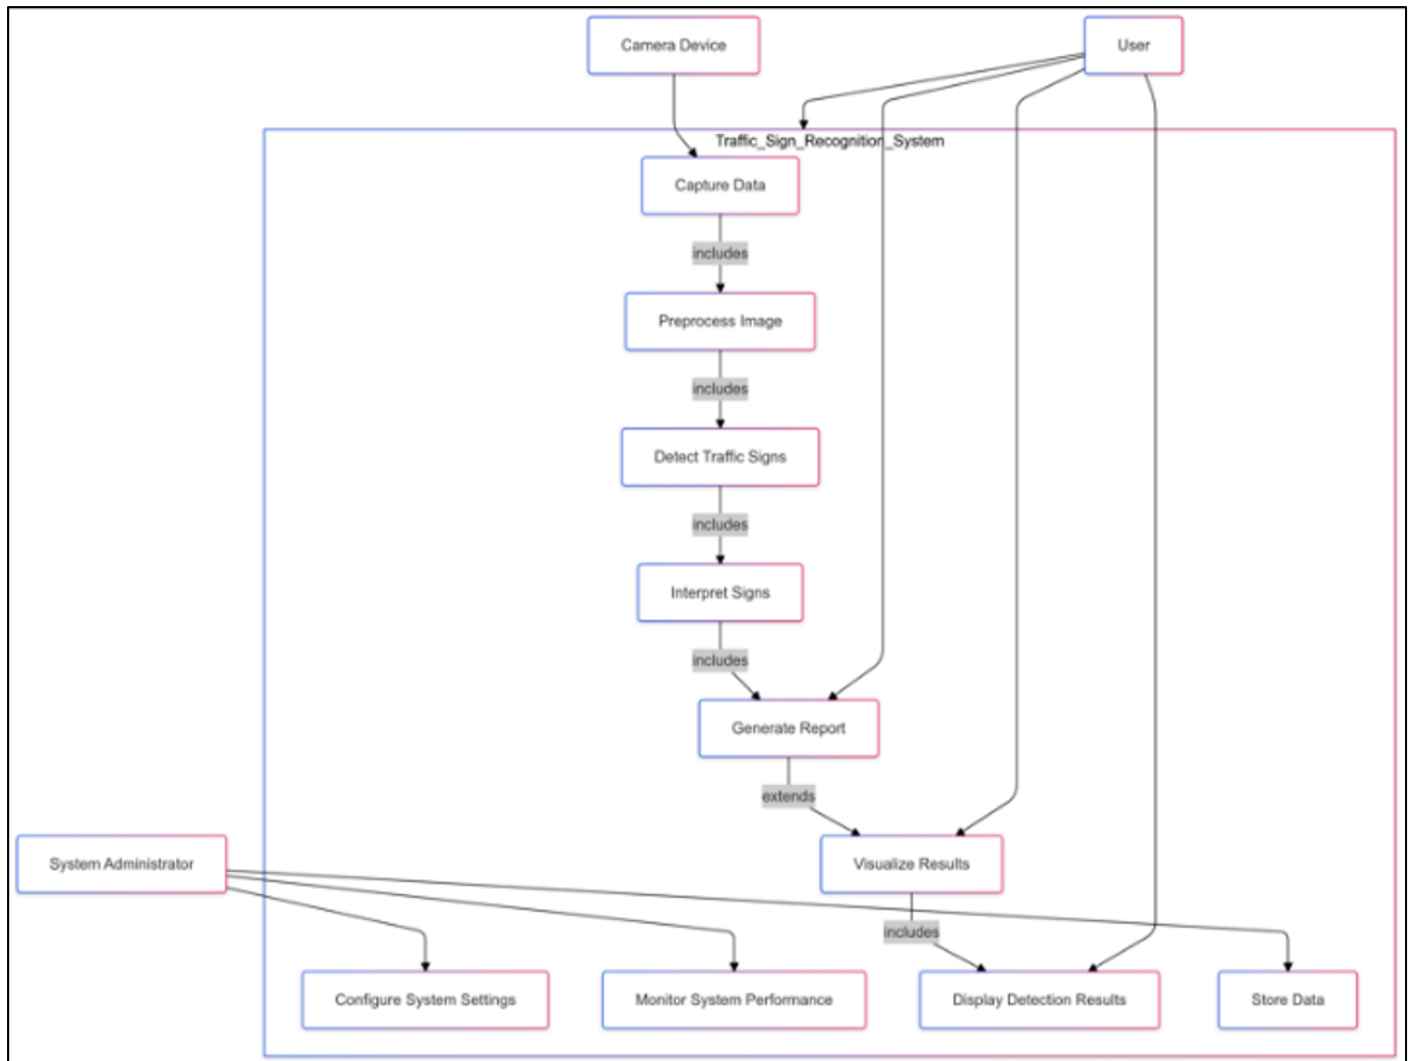 Camera Device
User
Traffic_Sign_Recognition_System
Capture Data
includes
Preprocess Image
includes
Detect Traffic Signs
includes
Interpret Signs
includes
Generate Report
extends
System Administrator
Visualize Results
includes
Configure System Settings
Monitor System Performance
Display Detection Results
Store Data